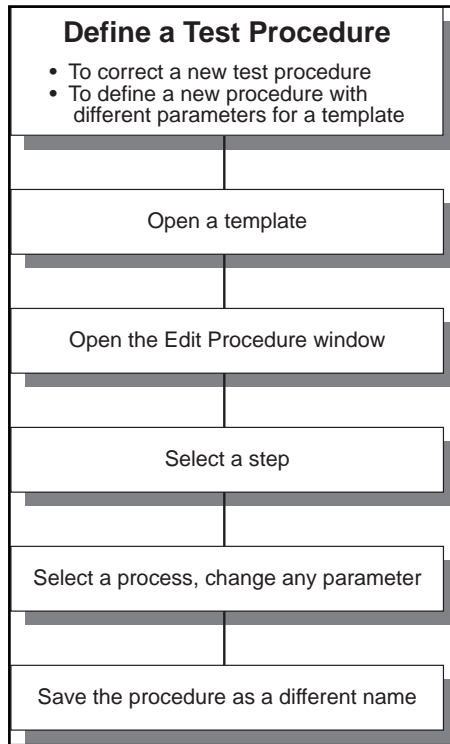 Define a Test Procedure
• To correct a new test procedure
• To define a new procedure with
different parameters for a template
Open a template
Open the Edit Procedure window
Select a step
Select a process, change any parameter
Save the procedure as a different name